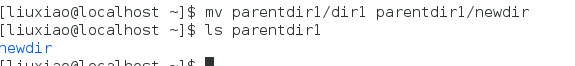 [liuxiao@localhost ~]$ mv parentdir1/dir1 parentdir1/newdir
[liuxiao@localhost ~]$ ls parentdir1
newdir
[liuxiao@localhost ~]$